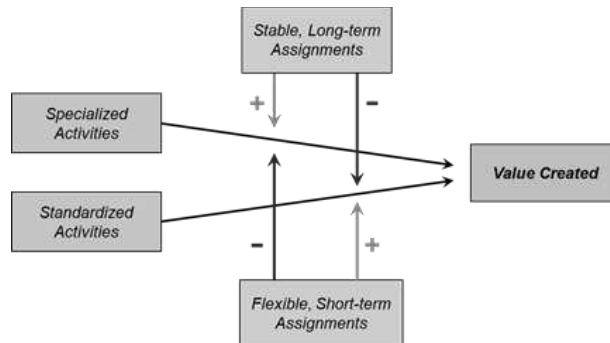 Stable, Long-term
Assignments
+
−
Specialized
Activities
Value Created
Standardized
Activities
−
+
Flexible, Short-term
Assignments